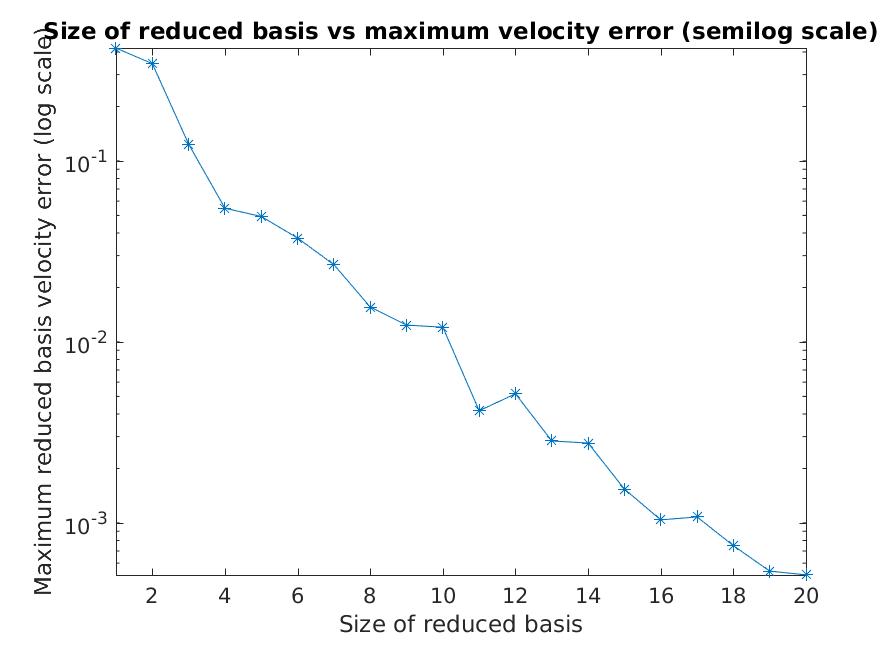 Size of reduced basis vs maximum velocity error (semilog scale)
Maximum reduced basis velocity error (log scale)
10^-1
10^-2
10^-3
2 4 6 8 10 12 14 16 18 20
Size of reduced basis